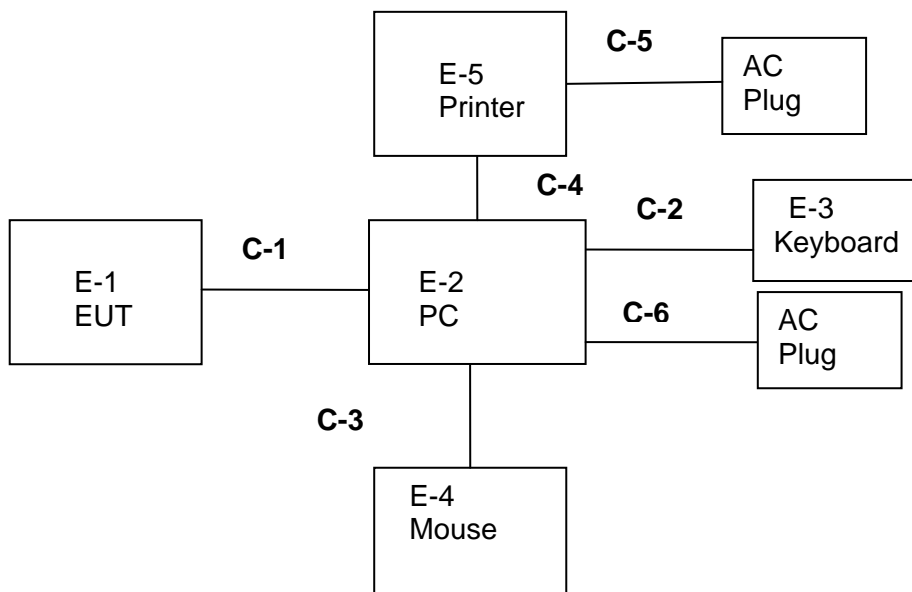 C-5
E-5
Printer
AC
Plug
C-4
C-2
E-3
Keyboard
C-1
E-1
EUT
E-2
PC
C-6
AC
Plug
C-3
E-4
Mouse